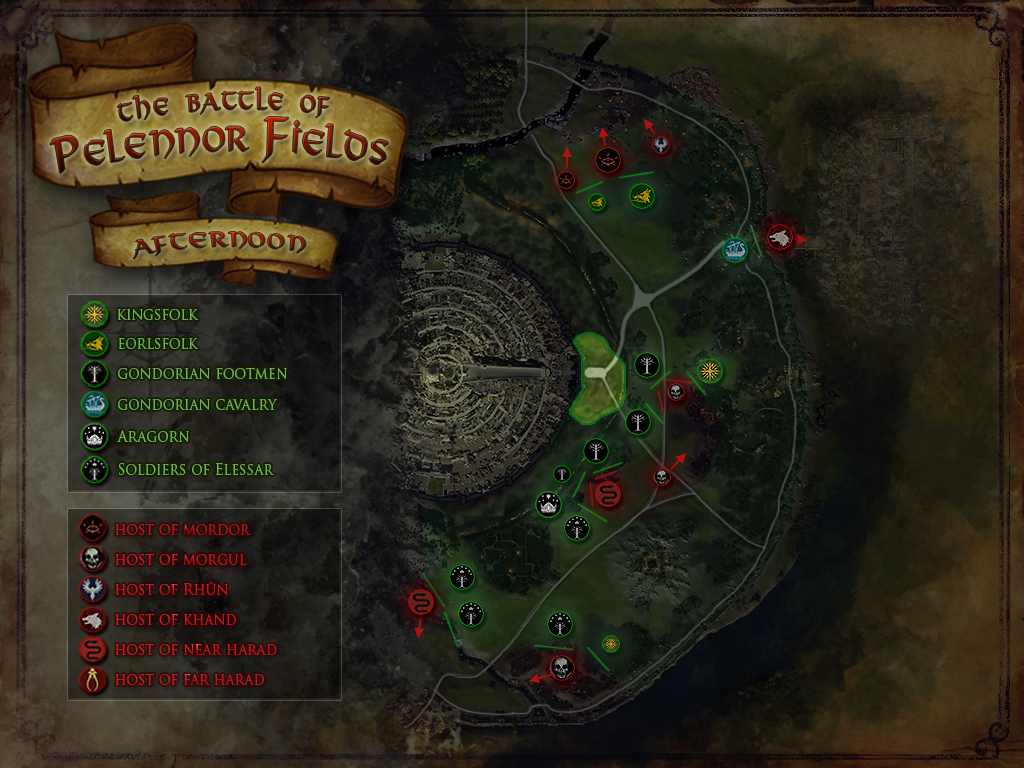 The Battle of
Pelennor Fields
Afternoon
Kingsfolk
Eorlsfolk
Gondorian Footmen
Gondorian Cavalry
Aragorn
Soldiers of Elessar
Host of Mordor
Host of Morgul
Host of Rhûn
Host of Khand
Host of Near Harad
Host of Far Harad